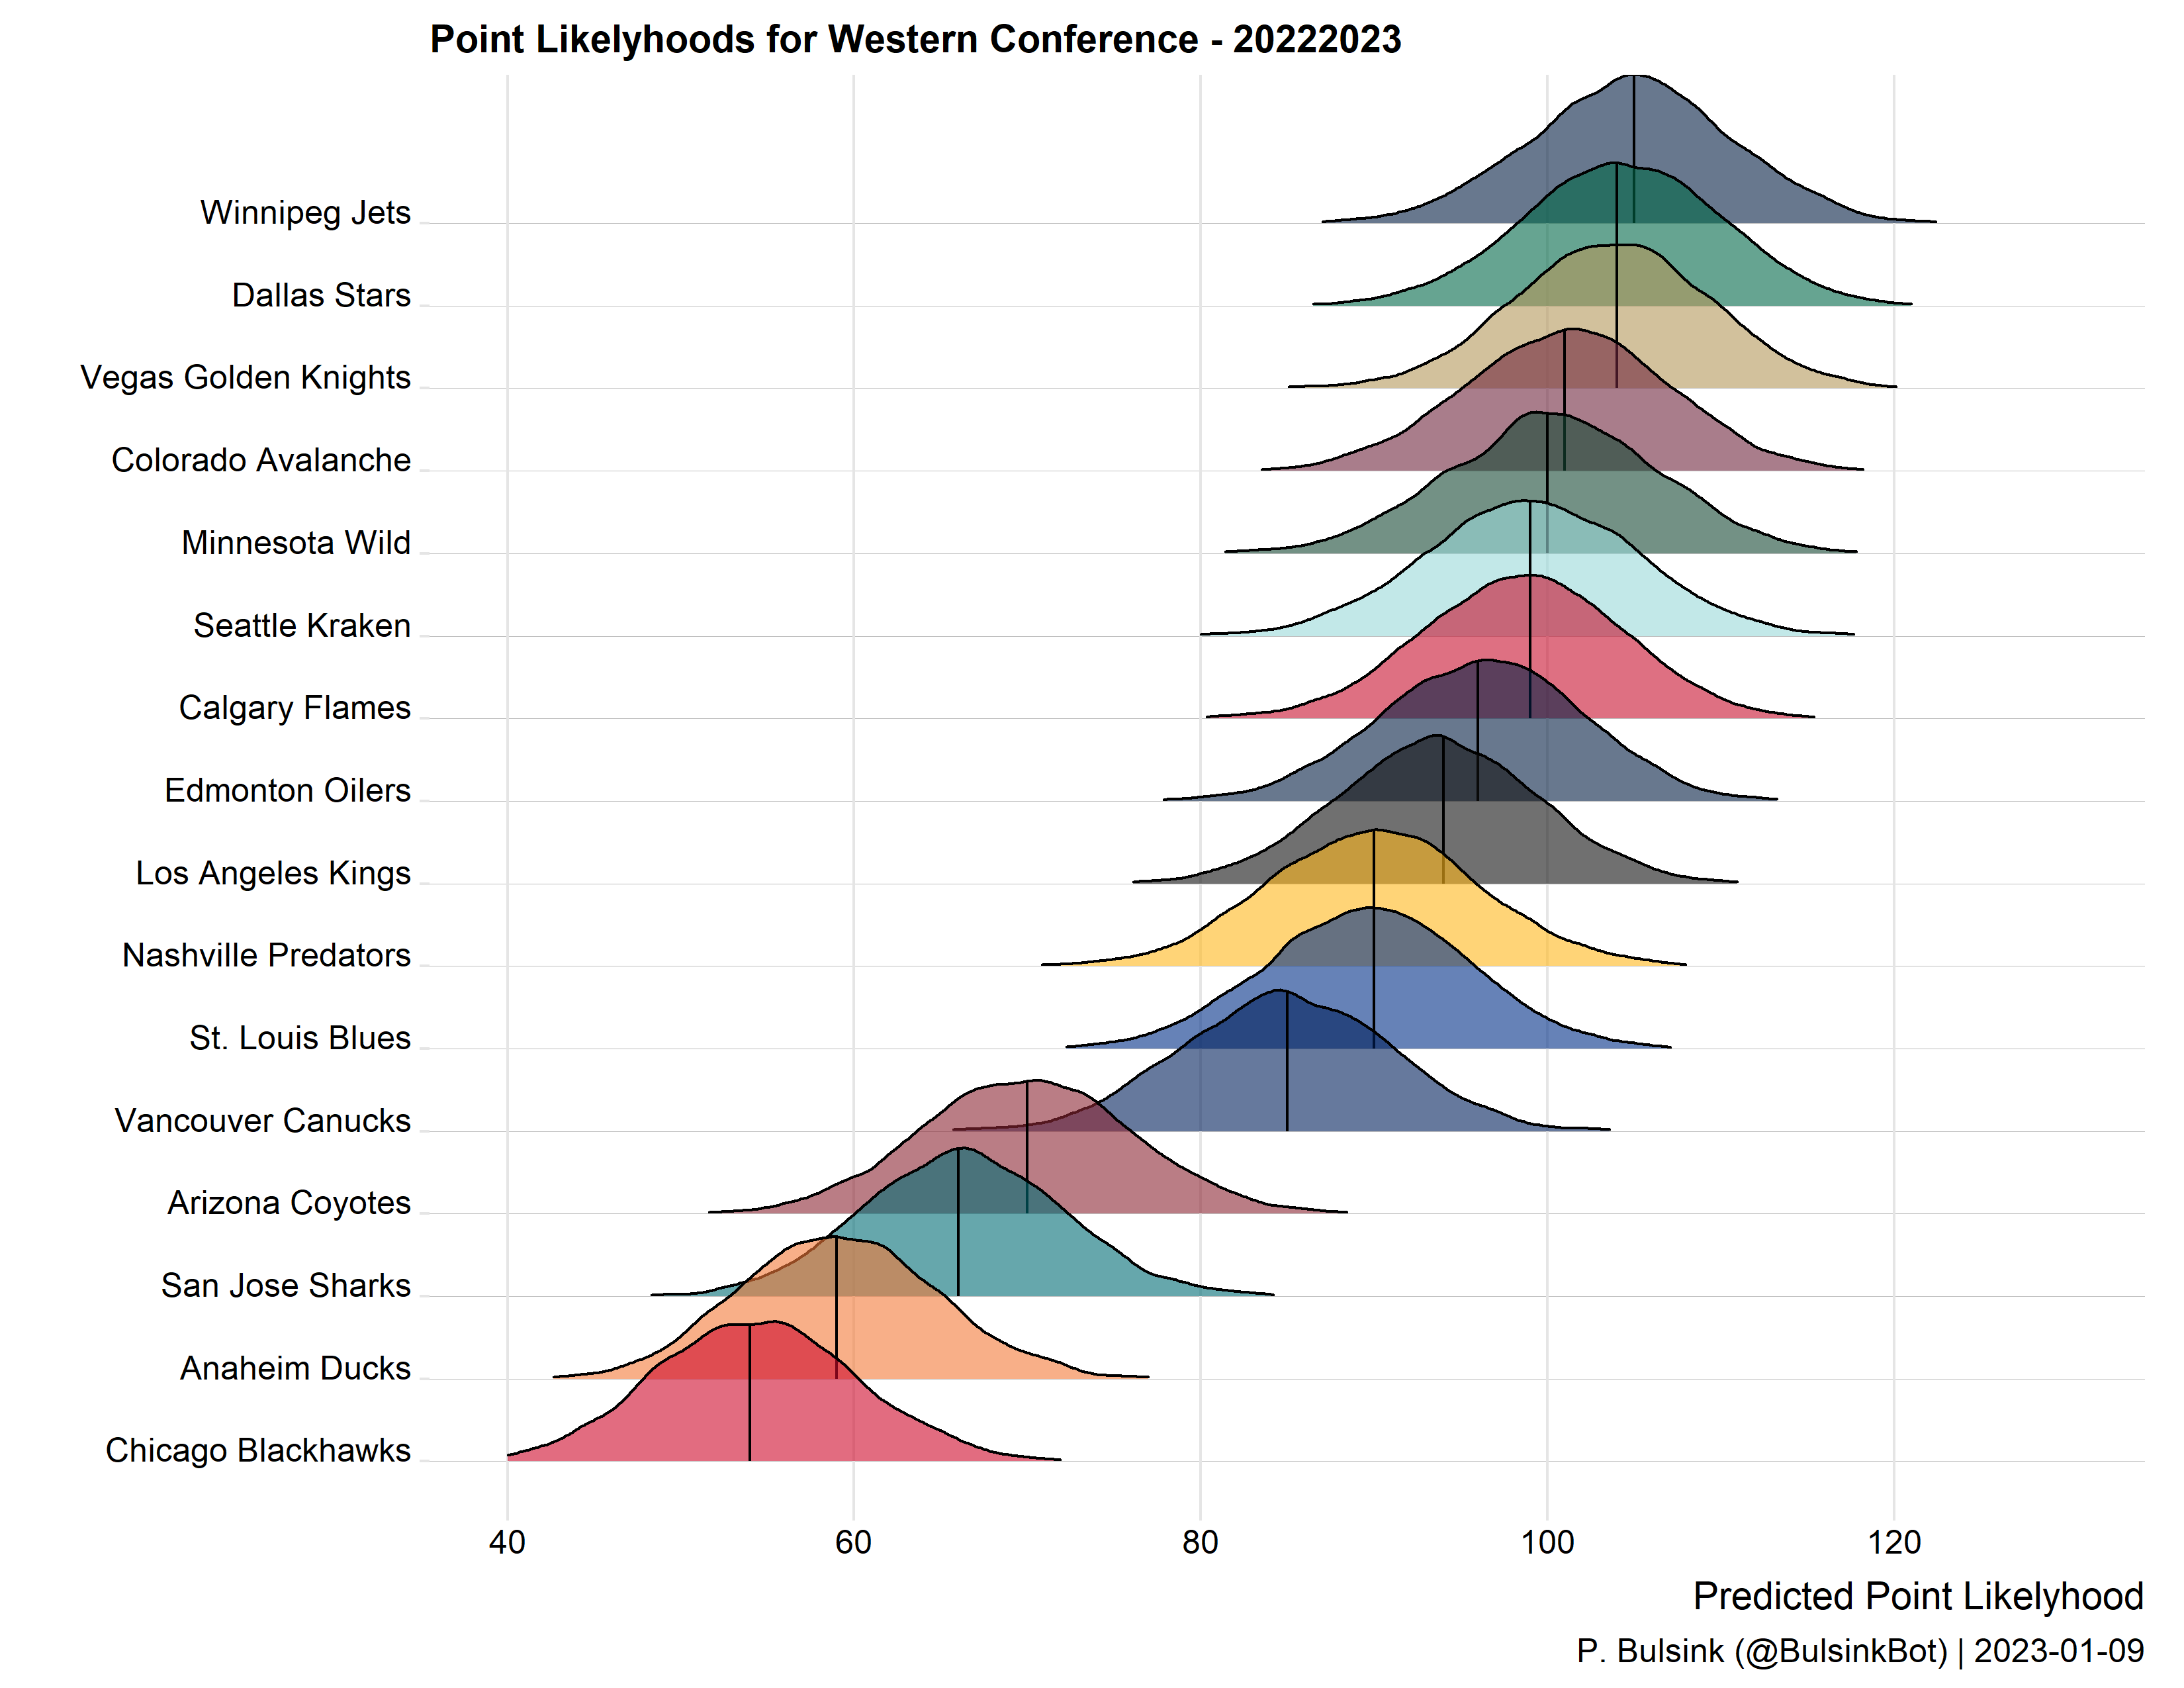 Point Likelyhoods for Western Conference - 20222023
Winnipeg Jets
Dallas Stars
Vegas Golden Knights
Colorado Avalanche
Minnesota Wild
Seattle Kraken
Calgary Flames
Edmonton Oilers
Los Angeles Kings
Nashville Predators
St. Louis Blues
Vancouver Canucks
Arizona Coyotes
San Jose Sharks
Anaheim Ducks
Chicago Blackhawks
40 60 80 100 120
Predicted Point Likelyhood
P. Bulsink (@BulsinkBot) | 2023-01-09